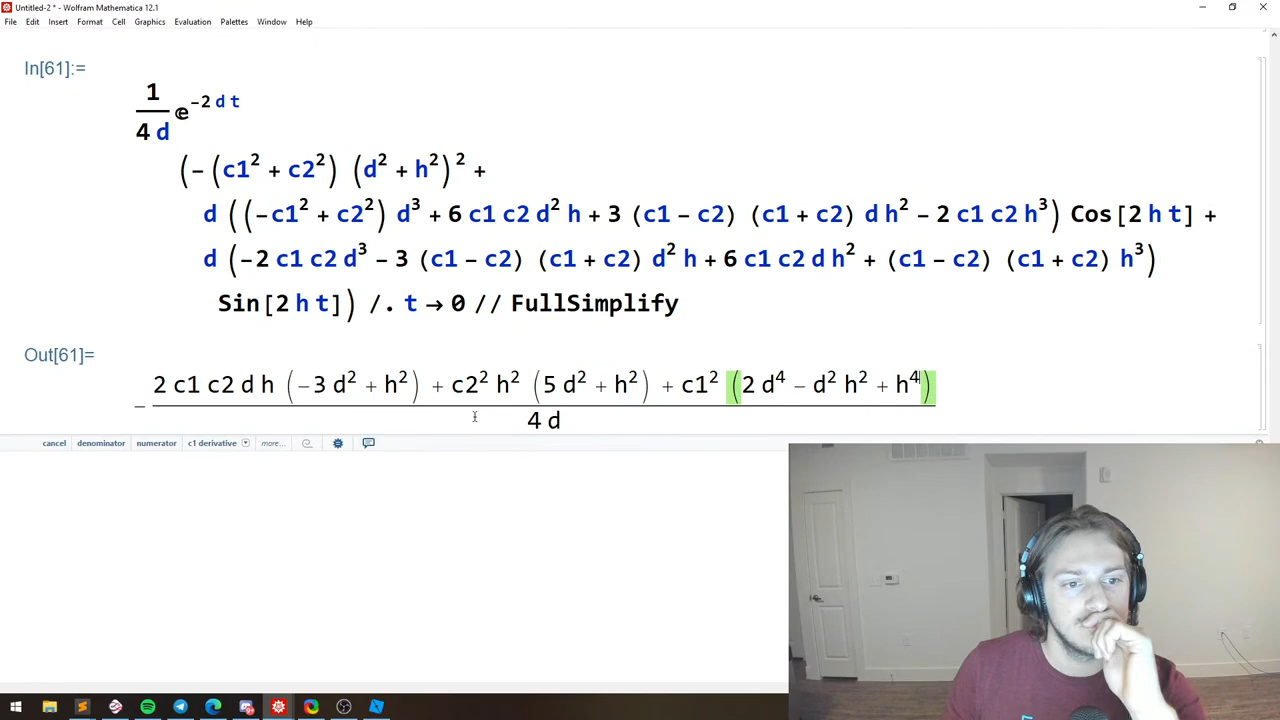 Untitled-2 * - Wolfram Mathematica 12.1
File Edit Insert Format Cell Graphics Evaluation Palettes Window Help
In[61]:=
1/(4 d) e^(-2 d t)
(- (c1² + c2²) (d² + h²)² +
d ((-c1² + c2²) d³ + 6 c1 c2 d² h + 3 (c1 - c2) (c1 + c2) d h² - 2 c1 c2 h³) Cos[2 h t] +
d (-2 c1 c2 d³ - 3 (c1 - c2) (c1 + c2) d² h + 6 c1 c2 d h² + (c1 - c2) (c1 + c2) h³)
Sin[2 h t]) /. t → 0 // FullSimplify
Out[61]=
- (2 c1 c2 d h (-3 d² + h²) + c2² h² (5 d² + h²) + c1² (2 d⁴ - d² h² + h⁴))
4 d
cancel denominator numerator c1 derivative more...